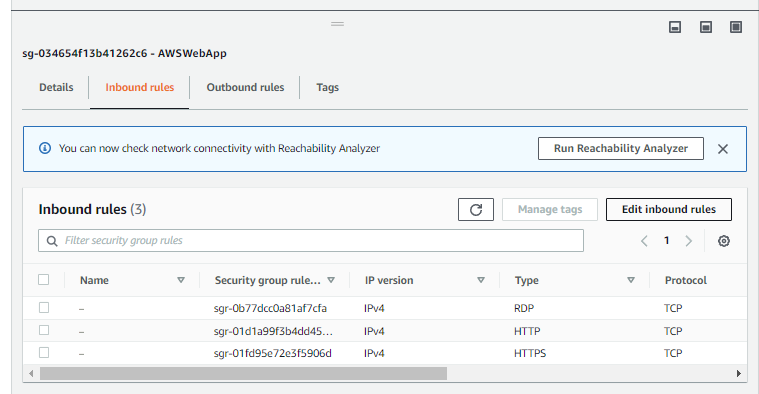 sg-034654f13b41262c6 - AWSWebApp
Details Inbound rules Outbound rules Tags
You can now check network connectivity with Reachability Analyzer Run Reachability Analyzer
Inbound rules (3) Manage tags Edit inbound rules
Filter security group rules 1
Name Security group rule... IP version Type Protocol
– sgr-0b77dcc0a81af7cfa IPv4 RDP TCP
– sgr-01d1a99f3b4dd45... IPv4 HTTP TCP
– sgr-01fd95e72e3f5906d IPv4 HTTPS TCP